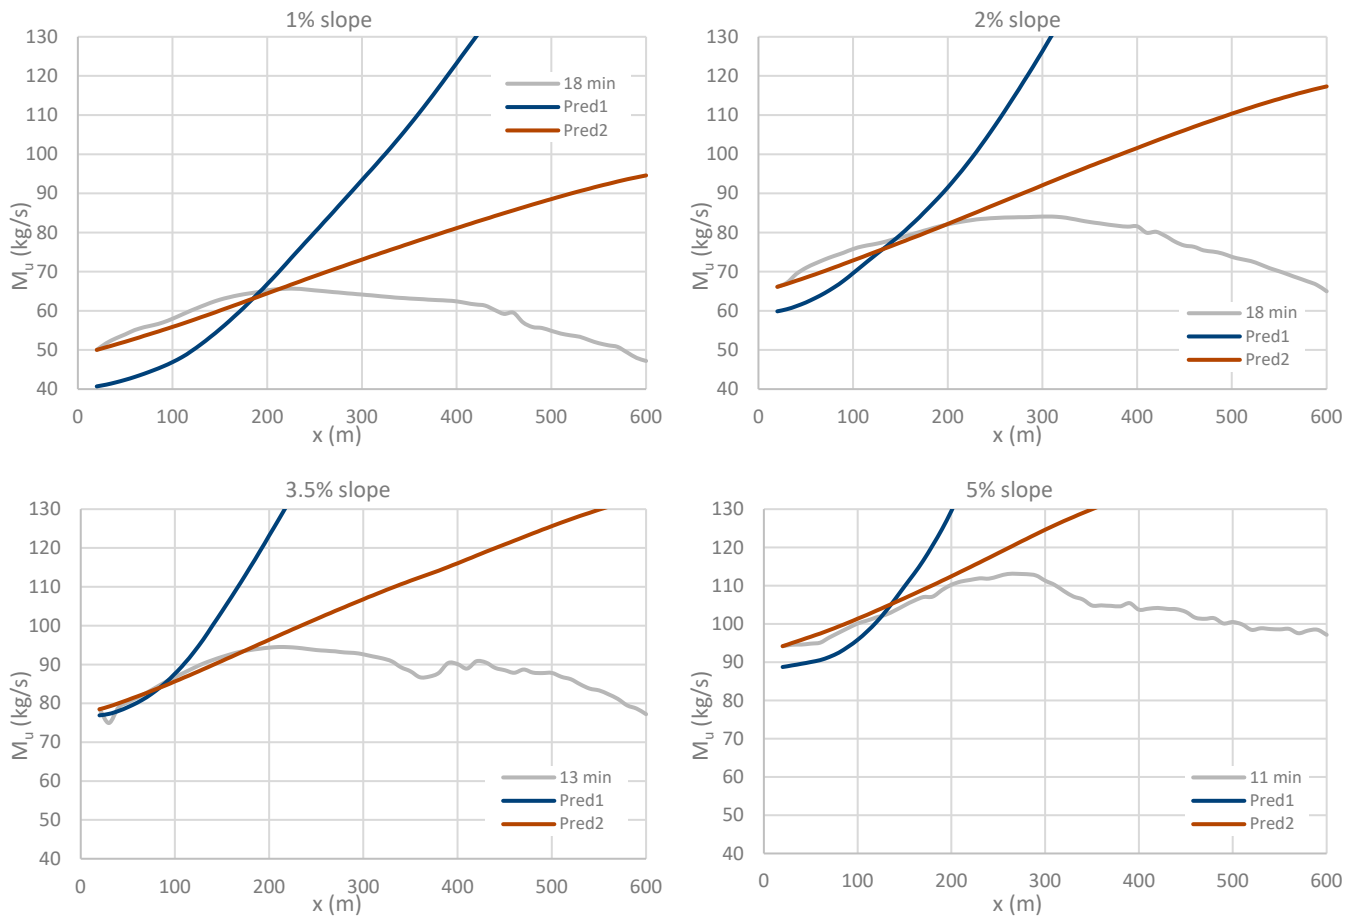 1% slope
130
120
110
100
90
80
70
60
50
40
Mu (kg/s)
0 100 200 300 400 500 600
x (m)
18 min
Pred1
Pred2
2% slope
130
120
110
100
90
80
70
60
50
40
Mu (kg/s)
0 100 200 300 400 500 600
x (m)
18 min
Pred1
Pred2
3.5% slope
130
120
110
100
90
80
70
60
50
40
Mu (kg/s)
0 100 200 300 400 500 600
x (m)
13 min
Pred1
Pred2
5% slope
130
120
110
100
90
80
70
60
50
40
Mu (kg/s)
0 100 200 300 400 500 600
x (m)
11 min
Pred1
Pred2